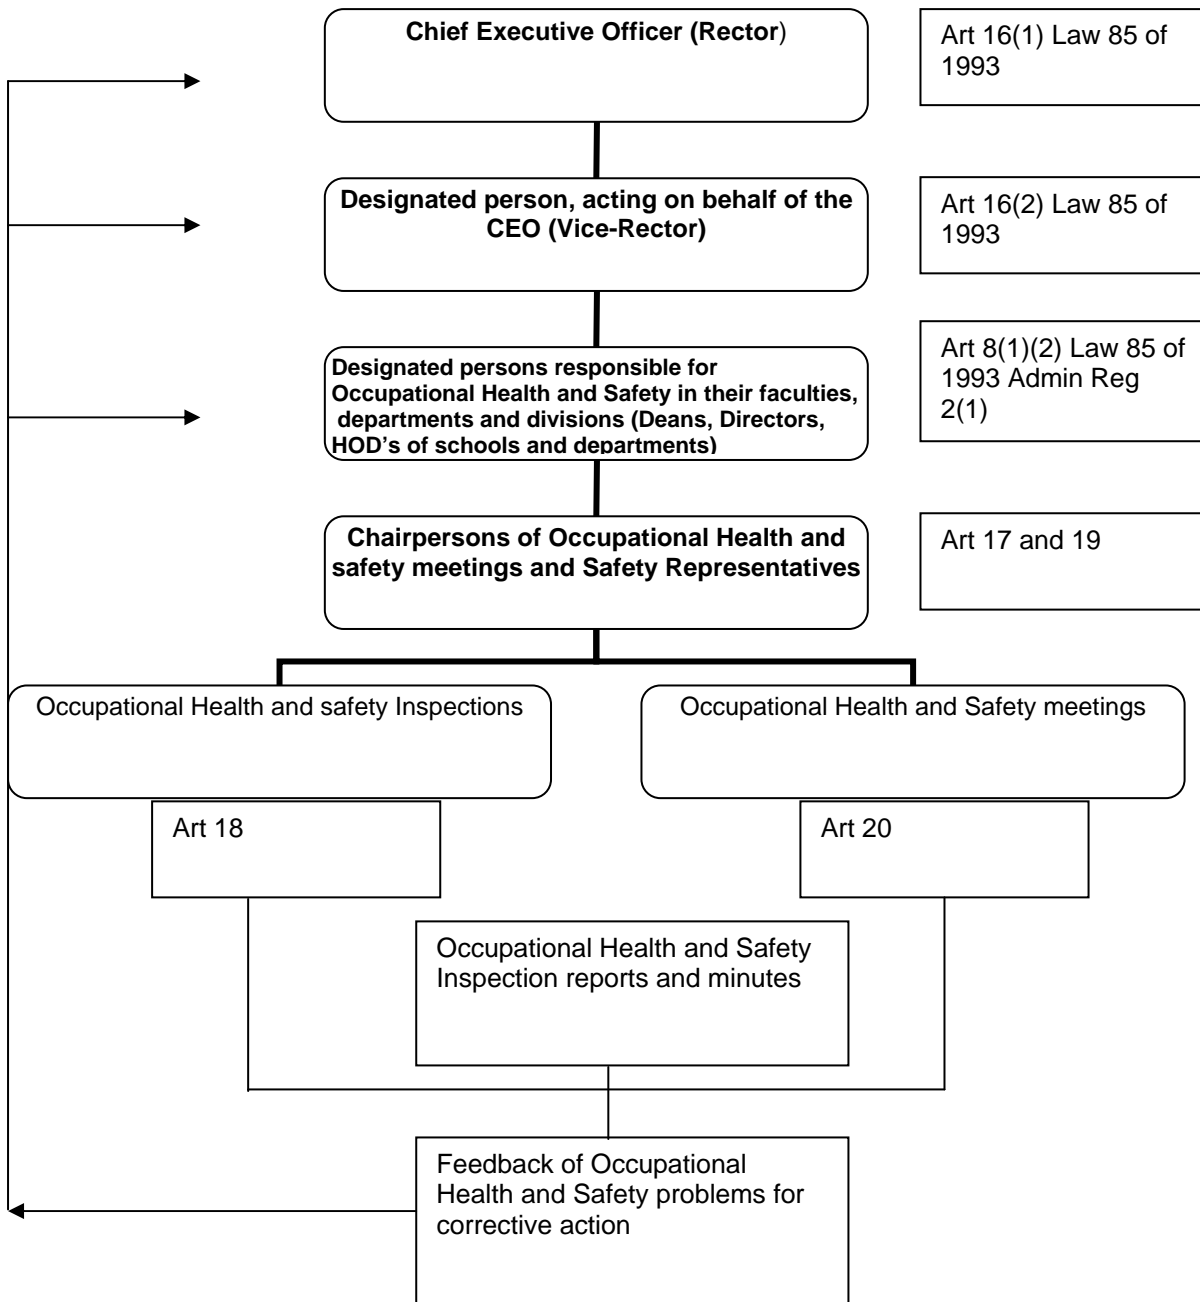 Chief Executive Officer (Rector)
Art 16(1) Law 85 of
1993
Designated person, acting on behalf of the
CEO (Vice-Rector)
Art 16(2) Law 85 of
1993
Designated persons responsible for
Occupational Health and Safety in their faculties,
departments and divisions (Deans, Directors,
HOD's of schools and departments)
Art 8(1)(2) Law 85 of
1993 Admin Reg
2(1)
Chairpersons of Occupational Health and
safety meetings and Safety Representatives
Art 17 and 19
Occupational Health and safety Inspections
Occupational Health and Safety meetings
Art 18
Art 20
Occupational Health and Safety
Inspection reports and minutes
Feedback of Occupational
Health and Safety problems for
corrective action